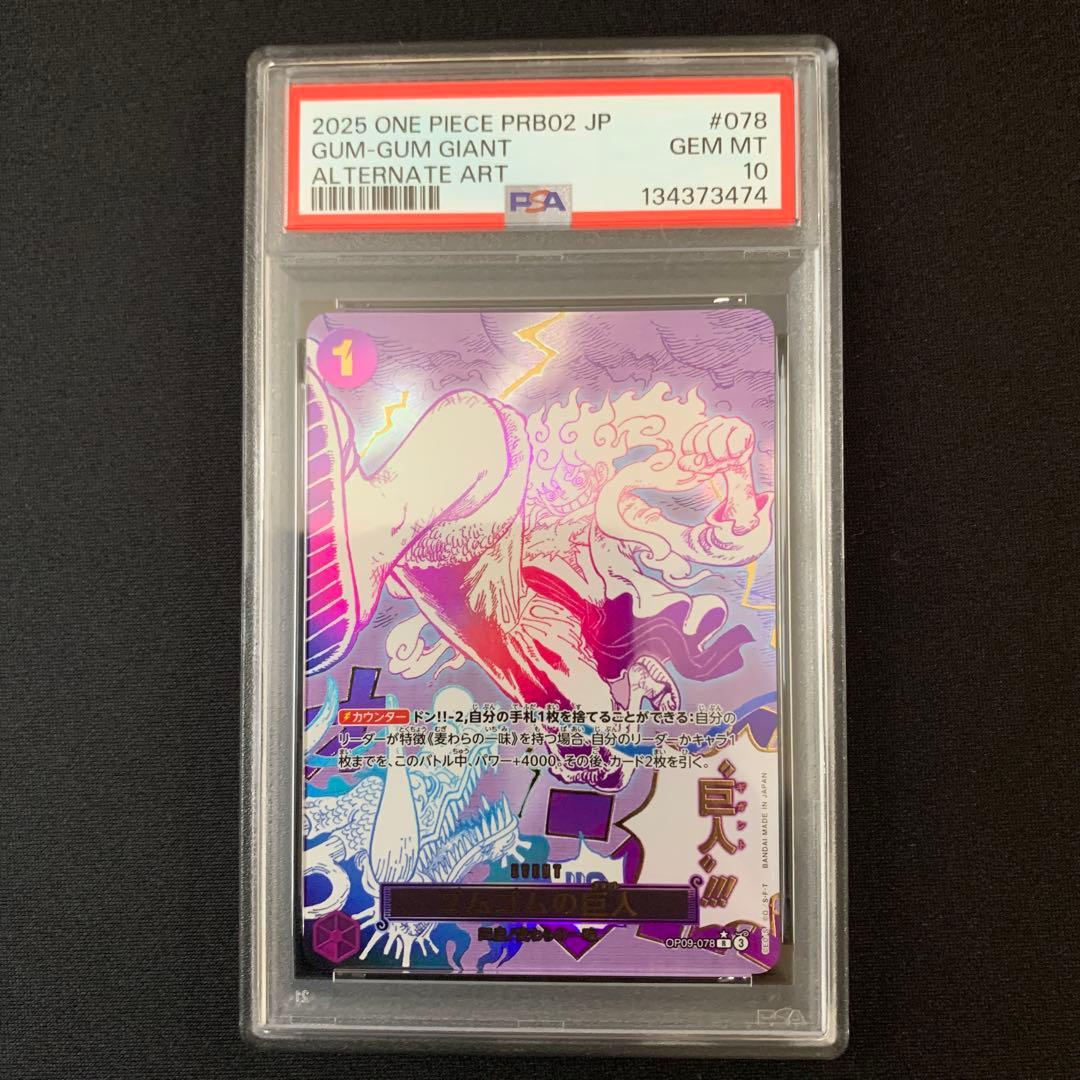 2025 ONE PIECE PRB02 JP #078
GUM-GUM GIANT GEM MT
ALTERNATE ART 10
PSA 134373474
1
カウンター ドン!!-2,自分の手札1枚を捨てることができる:自分の
リーダーが特徴《麦わらの一味》を持つ場合、自分のリーダーかキャラ1
枚までを、このバトル中、パワー+4000。その後、カード2枚を引く。
"巨人"!!!
ギガント
BANDAI MADE IN JAPAN
EVENT
ゴムゴムの巨人
OP09-078 R 3
PSA